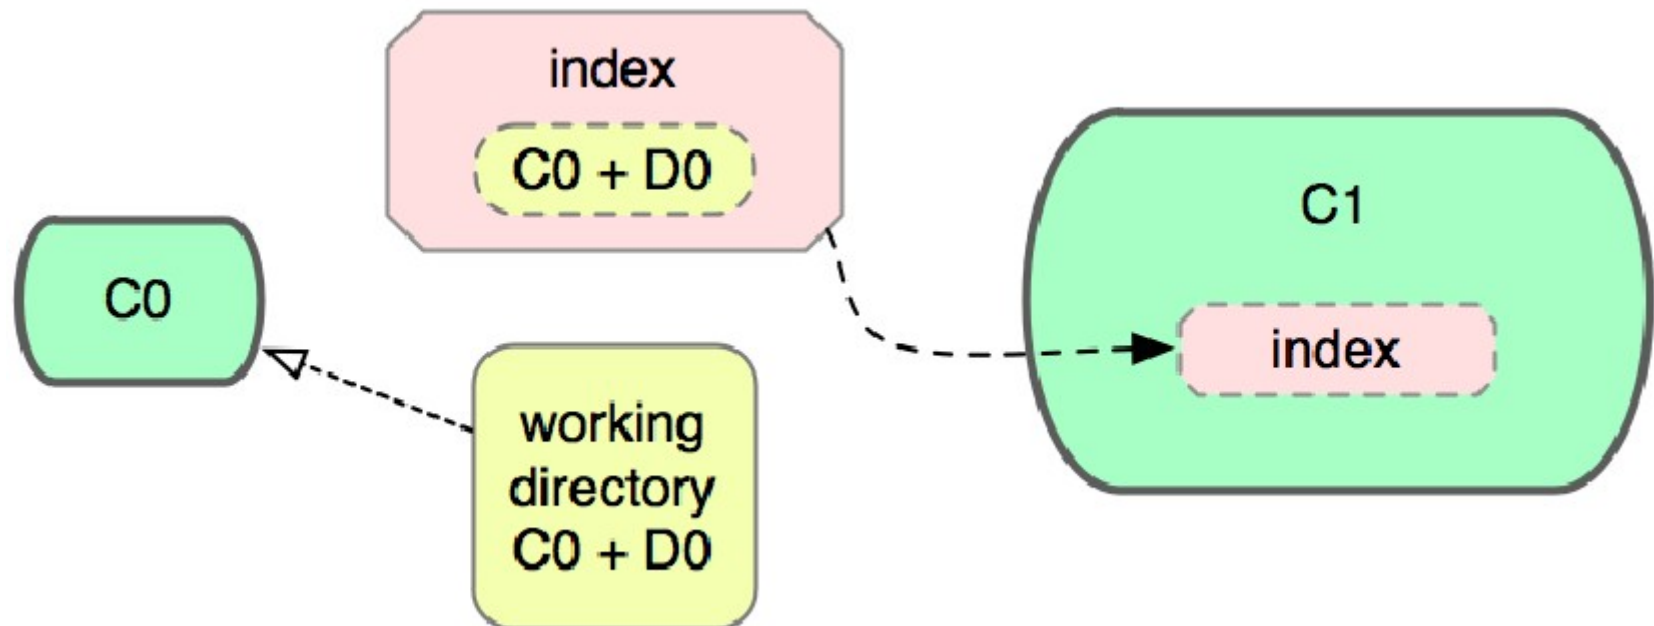 index
C0 + D0
C1
C0
index
working
directory
C0 + D0